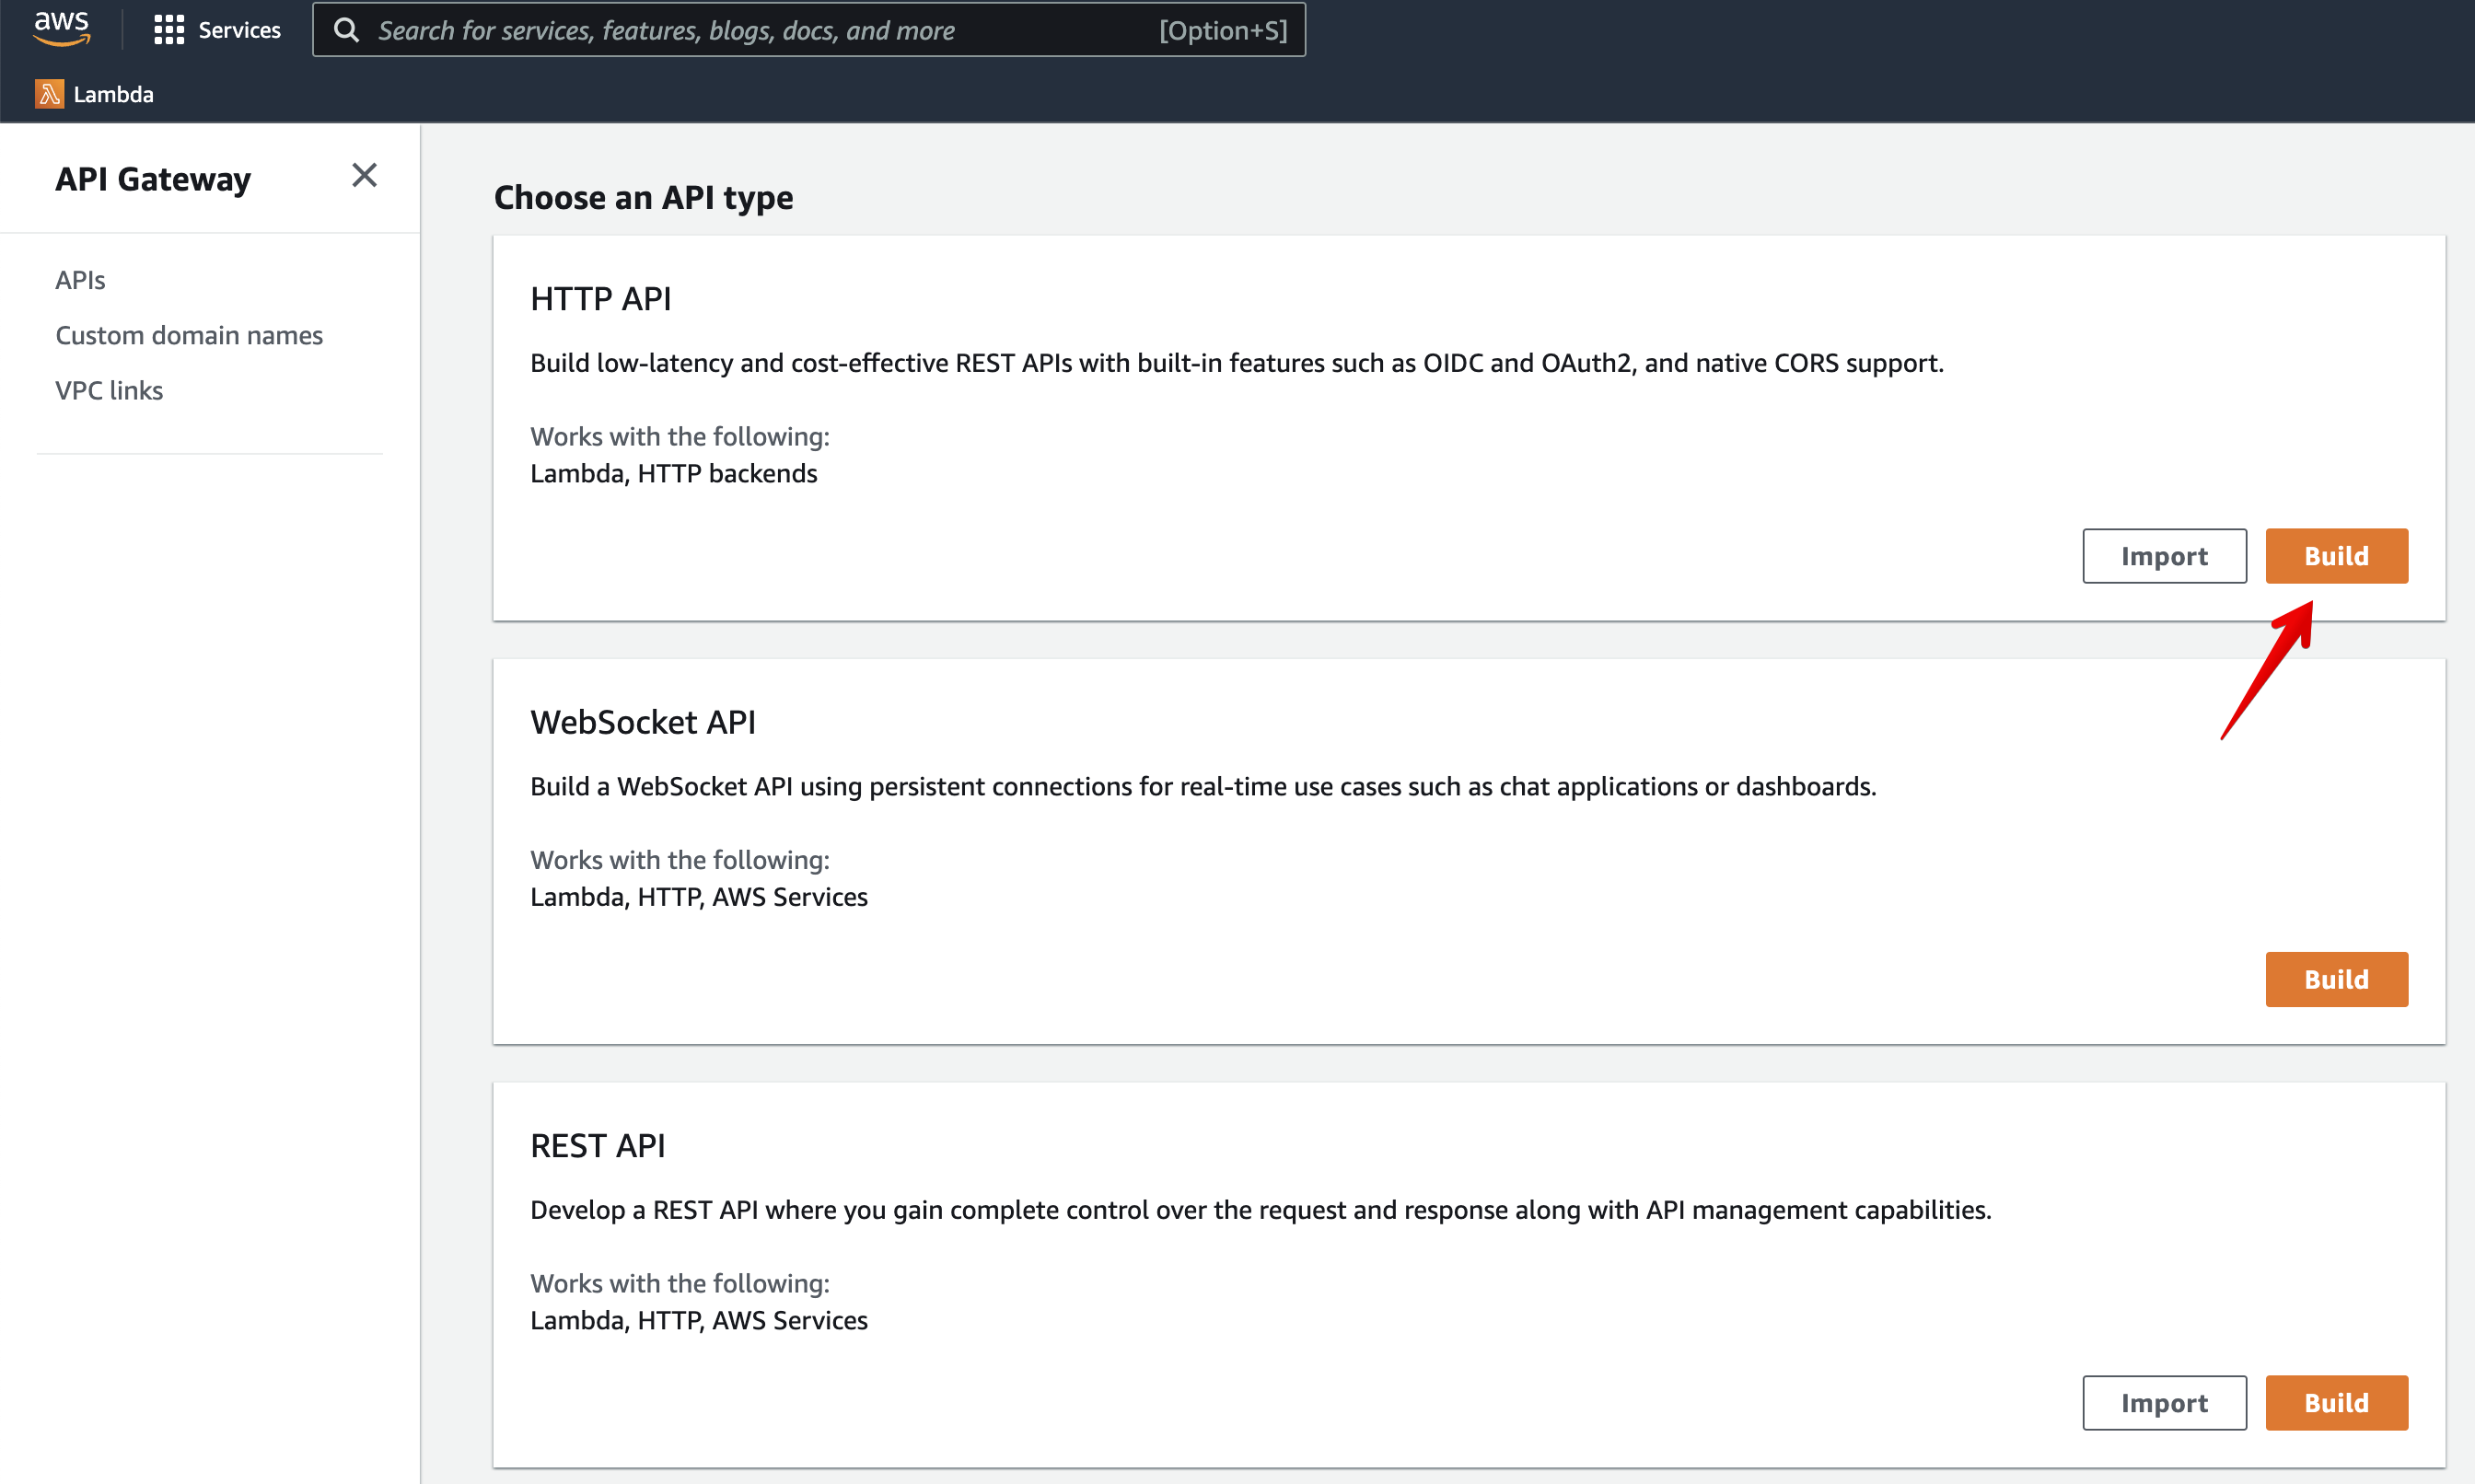 aws
Services
Search for services, features, blogs, docs, and more [Option+S]
Lambda
API Gateway
APIs
Custom domain names
VPC links
Choose an API type
HTTP API
Build low-latency and cost-effective REST APIs with built-in features such as OIDC and OAuth2, and native CORS support.
Works with the following:
Lambda, HTTP backends
Import
Build
WebSocket API
Build a WebSocket API using persistent connections for real-time use cases such as chat applications or dashboards.
Works with the following:
Lambda, HTTP, AWS Services
Build
REST API
Develop a REST API where you gain complete control over the request and response along with API management capabilities.
Works with the following:
Lambda, HTTP, AWS Services
Import
Build